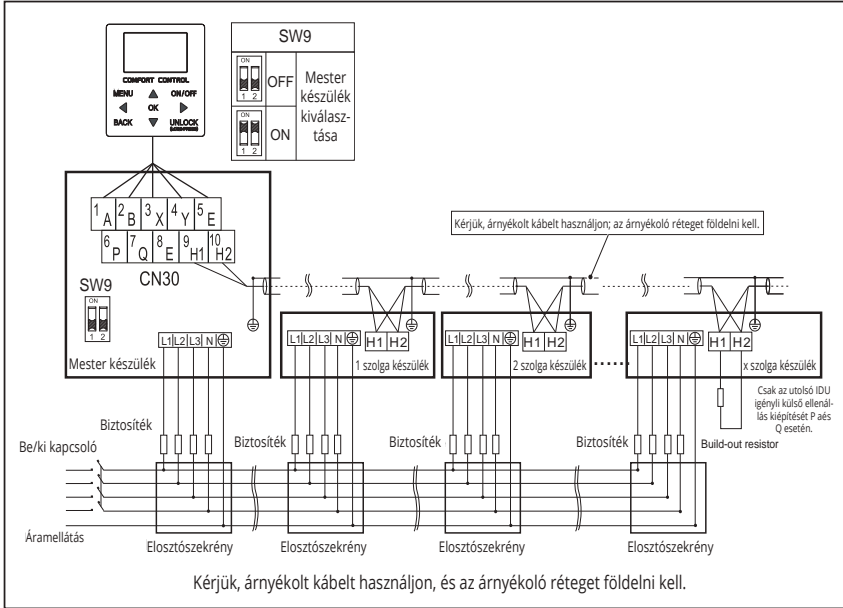 COMFORT CONTROL
MENU ON/OFF
OK
BACK UNLOCK
SW9
ON
1 2
OFF
ON
1 2
ON
Mester
készülék
kiválasz-
tása
1 A 2 B 3 X 4 Y 5 E
6 P 7 Q 8 E 9 H1 10 H2
CN30
SW9
ON
1 2
Kérjük, árnyékolt kábelt használjon; az árnyékoló réteget földelni kell.
L1 L2 L3 N
Mester készülék
L1 L2 L3 N
H1 H2
1 szolga készülék
L1 L2 L3 N
H1 H2
2 szolga készülék
......
L1 L2 L3 N
H1 H2
x szolga készülék
Csak az utolsó IDU
igényli külső ellenál-
lás kiépítését P aés
Q esetén.
Build-out resistor
Biztosíték
Biztosíték
Biztosíték
Biztosíték
Be/ki kapcsoló
Áramellátás
Elosztószekrény
Elosztószekrény
Elosztószekrény
Elosztószekrény
Kérjük, árnyékolt kábelt használjon, és az árnyékoló réteget földelni kell.